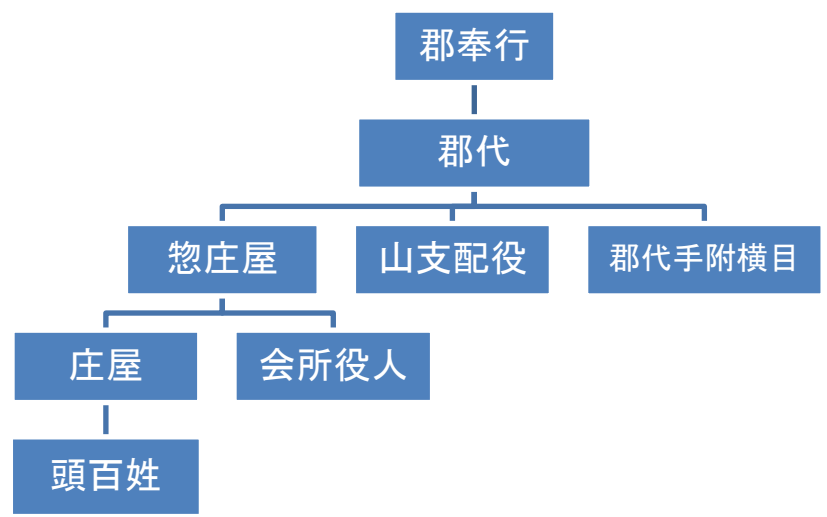 郡奉行
郡代
惣庄屋
山支配役
郡代手附横目
庄屋
会所役人
頭百姓